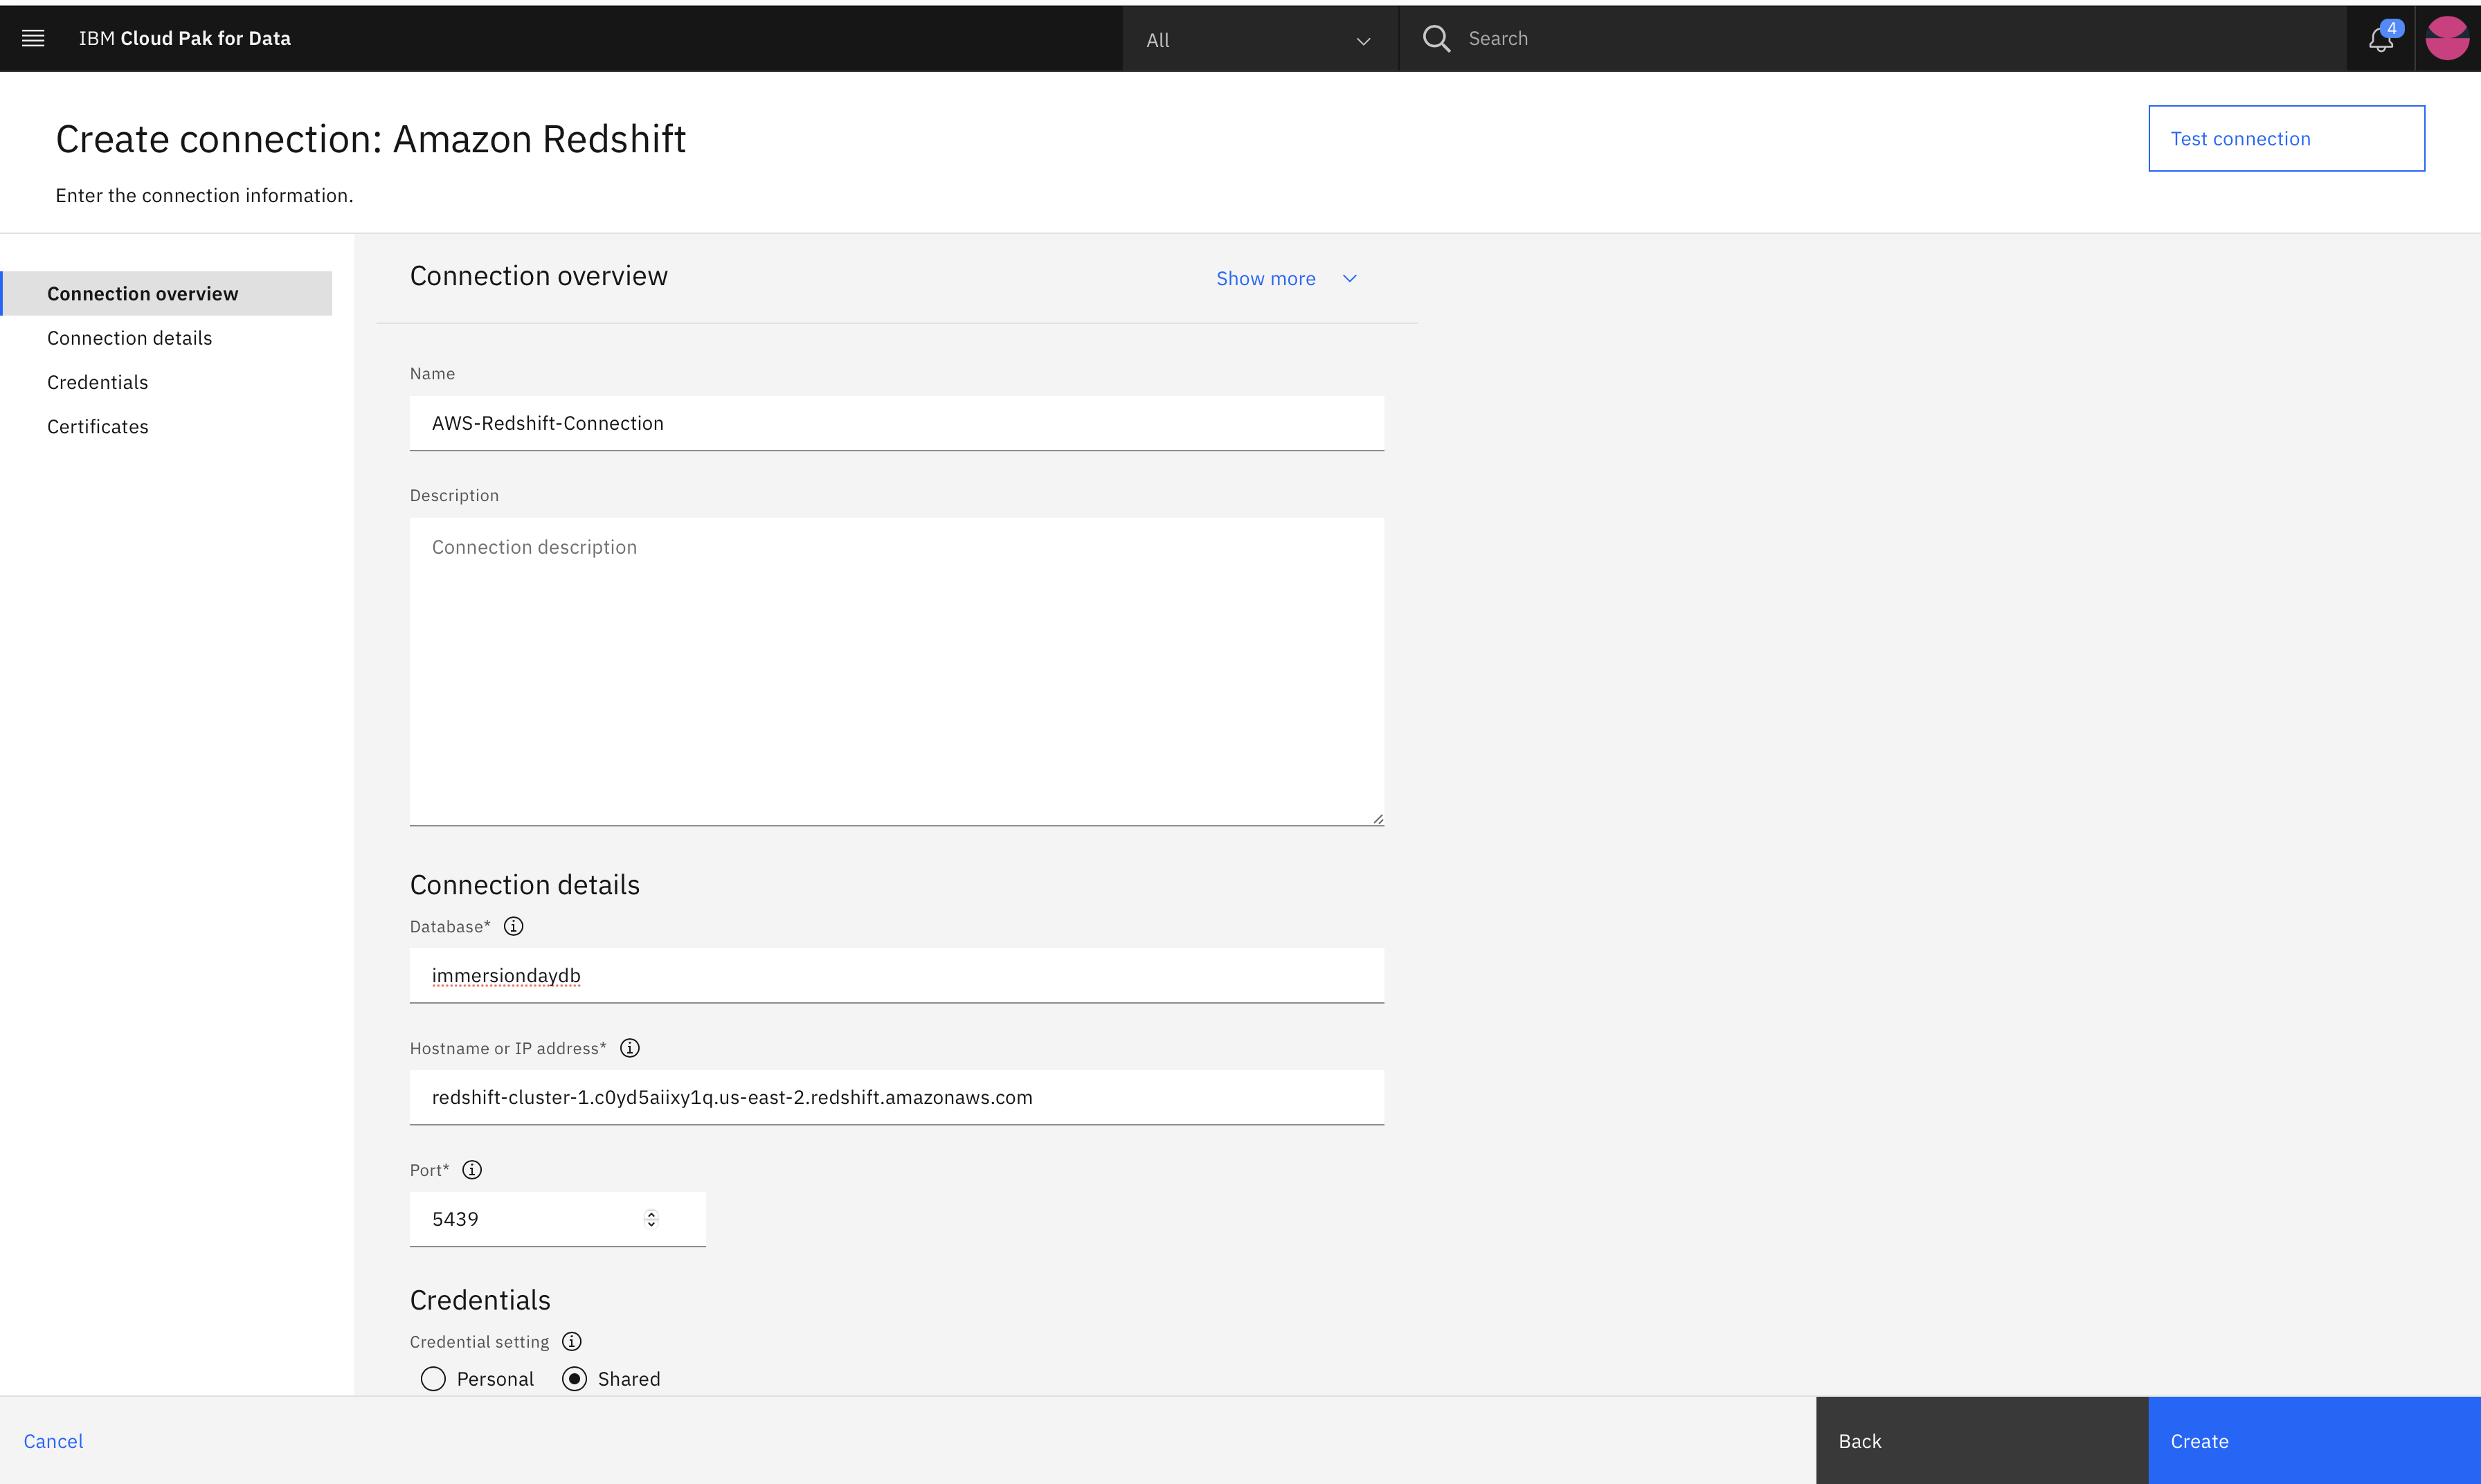 IBM Cloud Pak for Data
All
Search
4
Create connection: Amazon Redshift
Test connection
Enter the connection information.
Connection overview
Connection details
Credentials
Certificates
Connection overview
Show more
Name
AWS-Redshift-Connection
Description
Connection description
Connection details
Database*
immersiondaydb
Hostname or IP address*
redshift-cluster-1.c0yd5aiixy1q.us-east-2.redshift.amazonaws.com
Port*
5439
Credentials
Credential setting
Personal Shared
Cancel
Back
Create